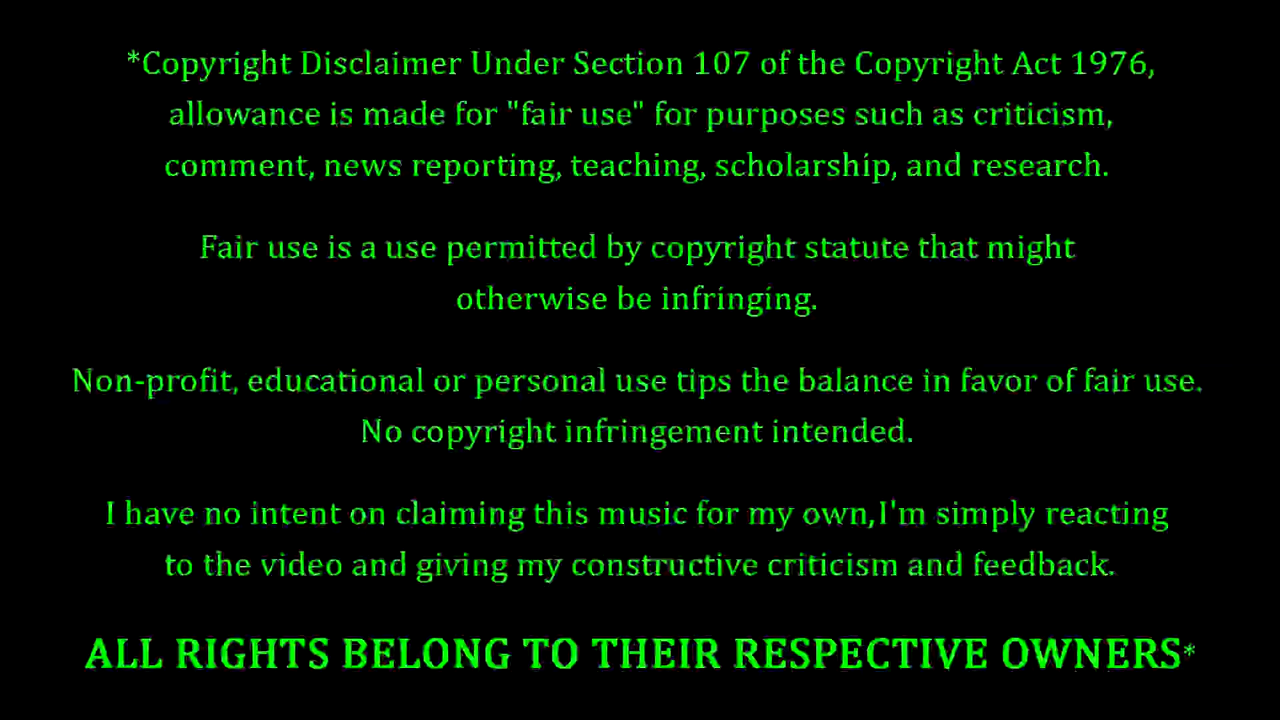 *Copyright Disclaimer Under Section 107 of the Copyright Act 1976,
allowance is made for "fair use" for purposes such as criticism,
comment, news reporting, teaching, scholarship, and research.
Fair use is a use permitted by copyright statute that might
otherwise be infringing.
Non-profit, educational or personal use tips the balance in favor of fair use.
No copyright infringement intended.
I have no intent on claiming this music for my own,I'm simply reacting
to the video and giving my constructive criticism and feedback.
ALL RIGHTS BELONG TO THEIR RESPECTIVE OWNERS*